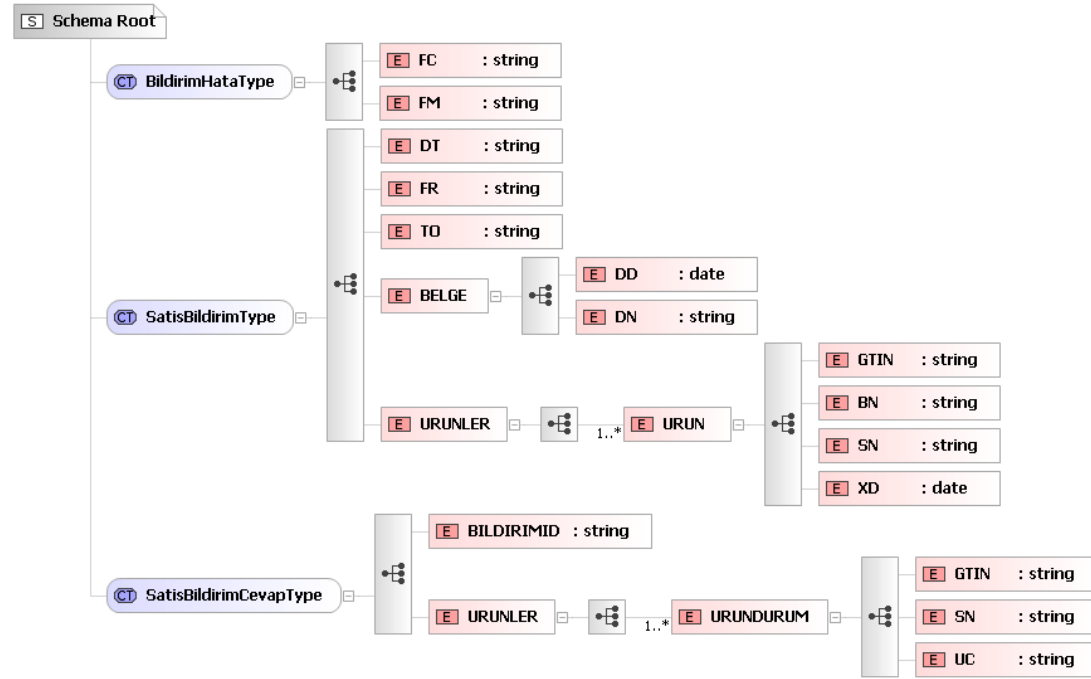 S Schema Root
CT BildirimHataType
E FC : string
E FM : string
CT SatisBildirimType
E DT : string
E FR : string
E TO : string
E BELGE
E DD : date
E DN : string
E URUNLER
1..*
E URUN
E GTIN : string
E BN : string
E SN : string
E XD : date
CT SatisBildirimCevapType
E BILDIRIMID : string
E URUNLER
1..*
E URUNDURUM
E GTIN : string
E SN : string
E UC : string